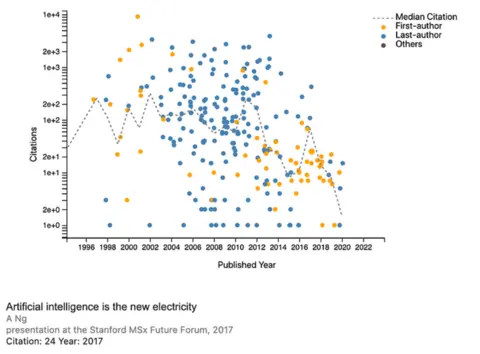 1e+4
2e+3
1e+3
2e+2
1e+2
2e+1
1e+1
2e+0
1e+0
Citations
1996 1998 2000 2002 2004 2006 2008 2010 2012 2014 2016 2018 2020 2022
Published Year
Median Citation
First-author
Last-author
Others
Artificial intelligence is the new electricity
A Ng
presentation at the Stanford MSx Future Forum, 2017
Citation: 24 Year: 2017